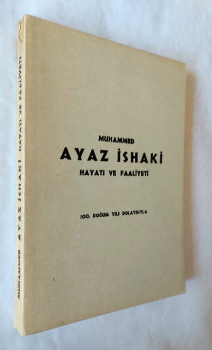 MUHAMMED
AYAZ İSHAKİ
HAYATI VE FAALİYETİ
100. DOĞUM YILI DOLAYISIYLA
MUHAMMED AYAZ İSHAKİ HAYATI VE FAALİYETİ